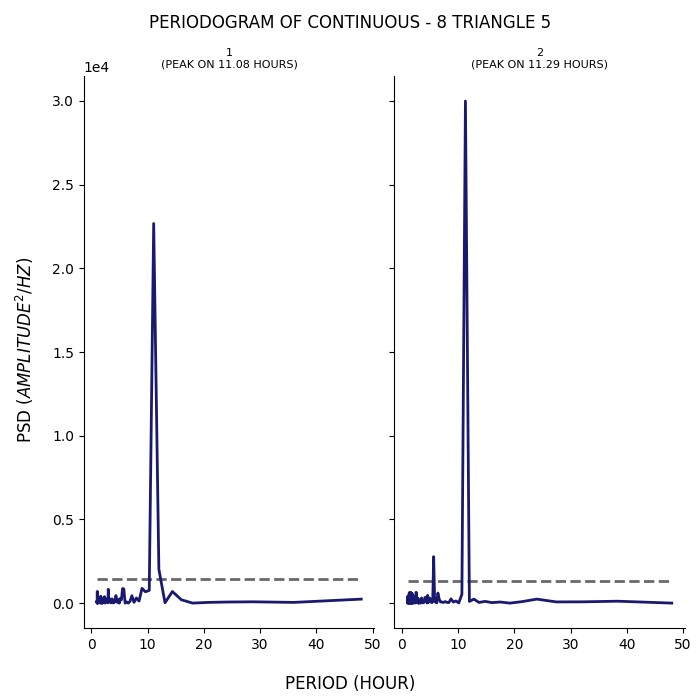 PERIODOGRAM OF CONTINUOUS - 8 TRIANGLE 5
1
(PEAK ON 11.08 HOURS)
2
(PEAK ON 11.29 HOURS)
1e4
3.0
2.5
2.0
1.5
1.0
0.5
0.0
PSD (AMPLITUDE²/HZ)
0 10 20 30 40 50
0 10 20 30 40 50
PERIOD (HOUR)